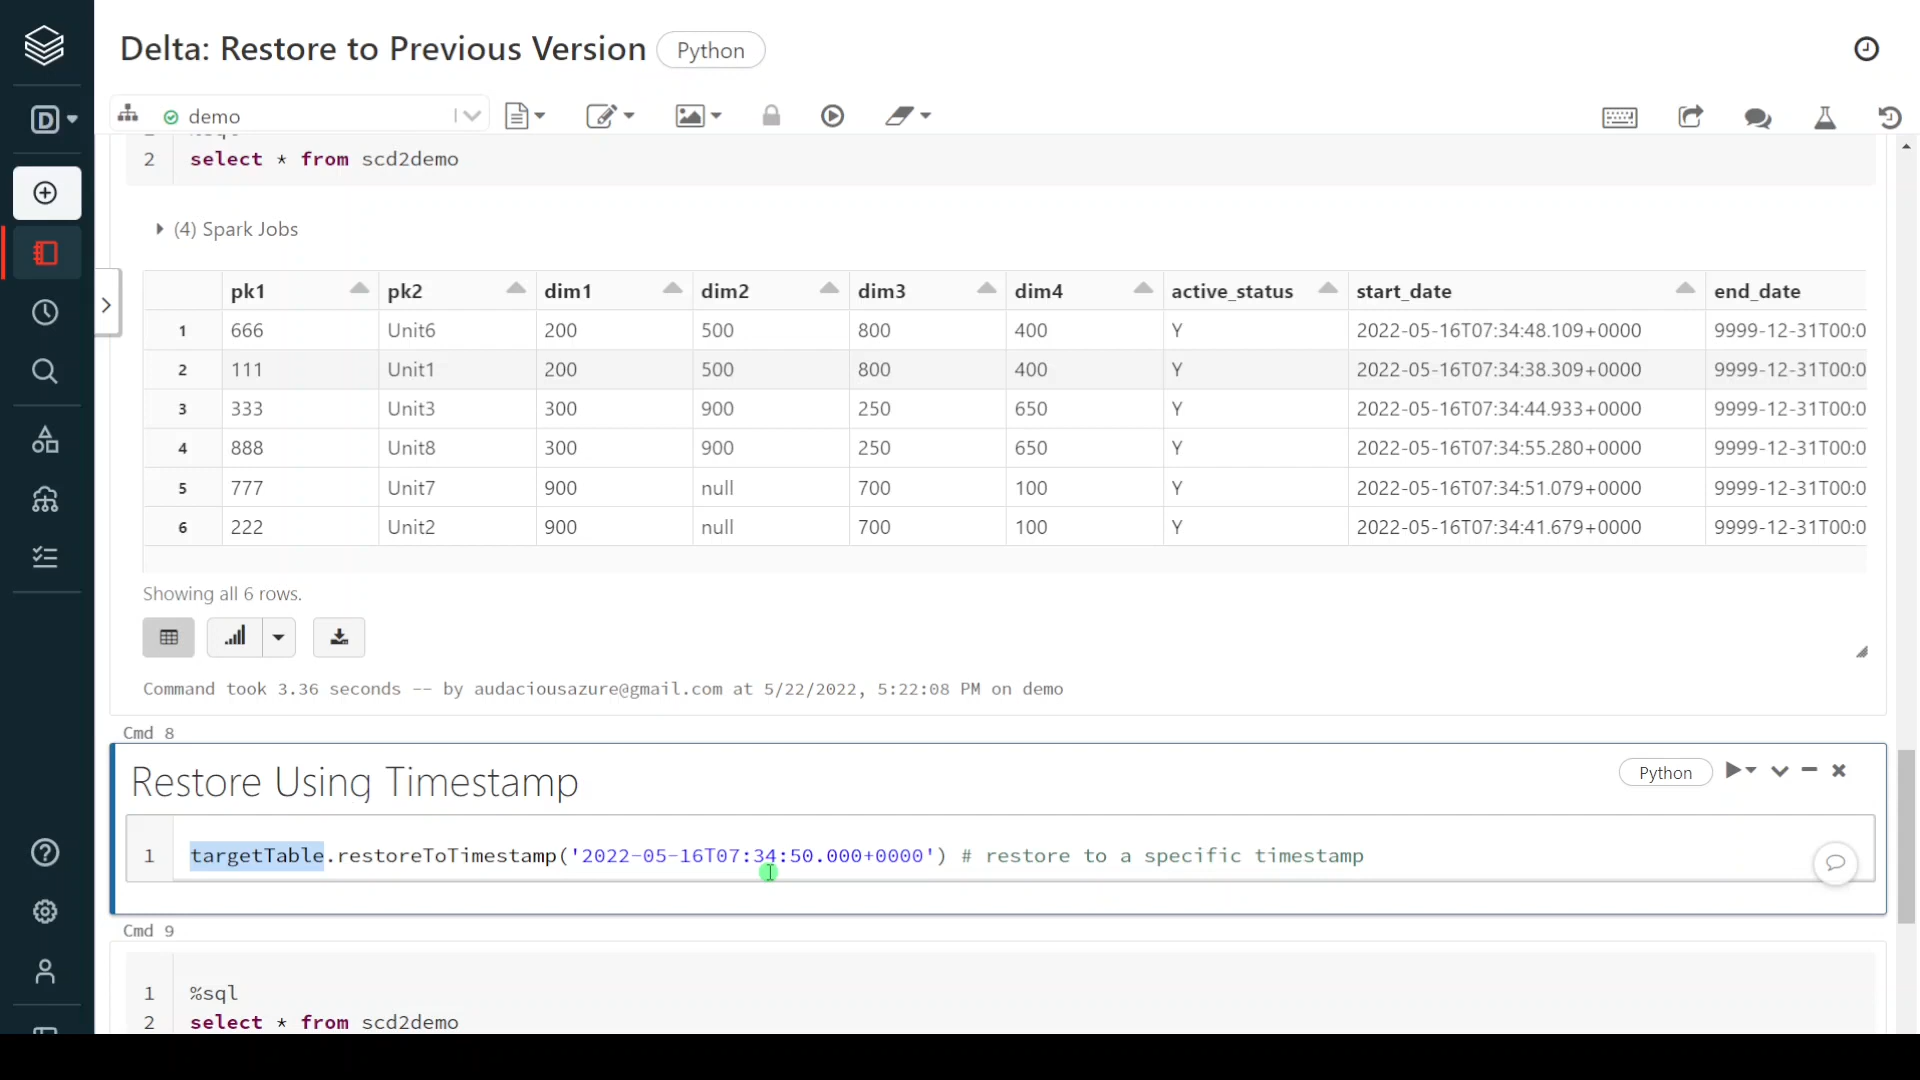 Delta: Restore to Previous Version Python
D demo
2 select * from scd2demo
(4) Spark Jobs
pk1 pk2 dim1 dim2 dim3 dim4 active_status start_date end_date
1 666 Unit6 200 500 800 400 Y 2022-05-16T07:34:48.109+0000 9999-12-31T00:0
2 111 Unit1 200 500 800 400 Y 2022-05-16T07:34:38.309+0000 9999-12-31T00:0
3 333 Unit3 300 900 250 650 Y 2022-05-16T07:34:44.933+0000 9999-12-31T00:0
4 888 Unit8 300 900 250 650 Y 2022-05-16T07:34:55.280+0000 9999-12-31T00:0
5 777 Unit7 900 null 700 100 Y 2022-05-16T07:34:51.079+0000 9999-12-31T00:0
6 222 Unit2 900 null 700 100 Y 2022-05-16T07:34:41.679+0000 9999-12-31T00:0
Showing all 6 rows.
Command took 3.36 seconds -- by audaciousazure@gmail.com at 5/22/2022, 5:22:08 PM on demo
Cmd 8
Restore Using Timestamp Python
1 targetTable.restoreToTimestamp('2022-05-16T07:34:50.000+0000') # restore to a specific timestamp
Cmd 9
1 %sql
2 select * from scd2demo